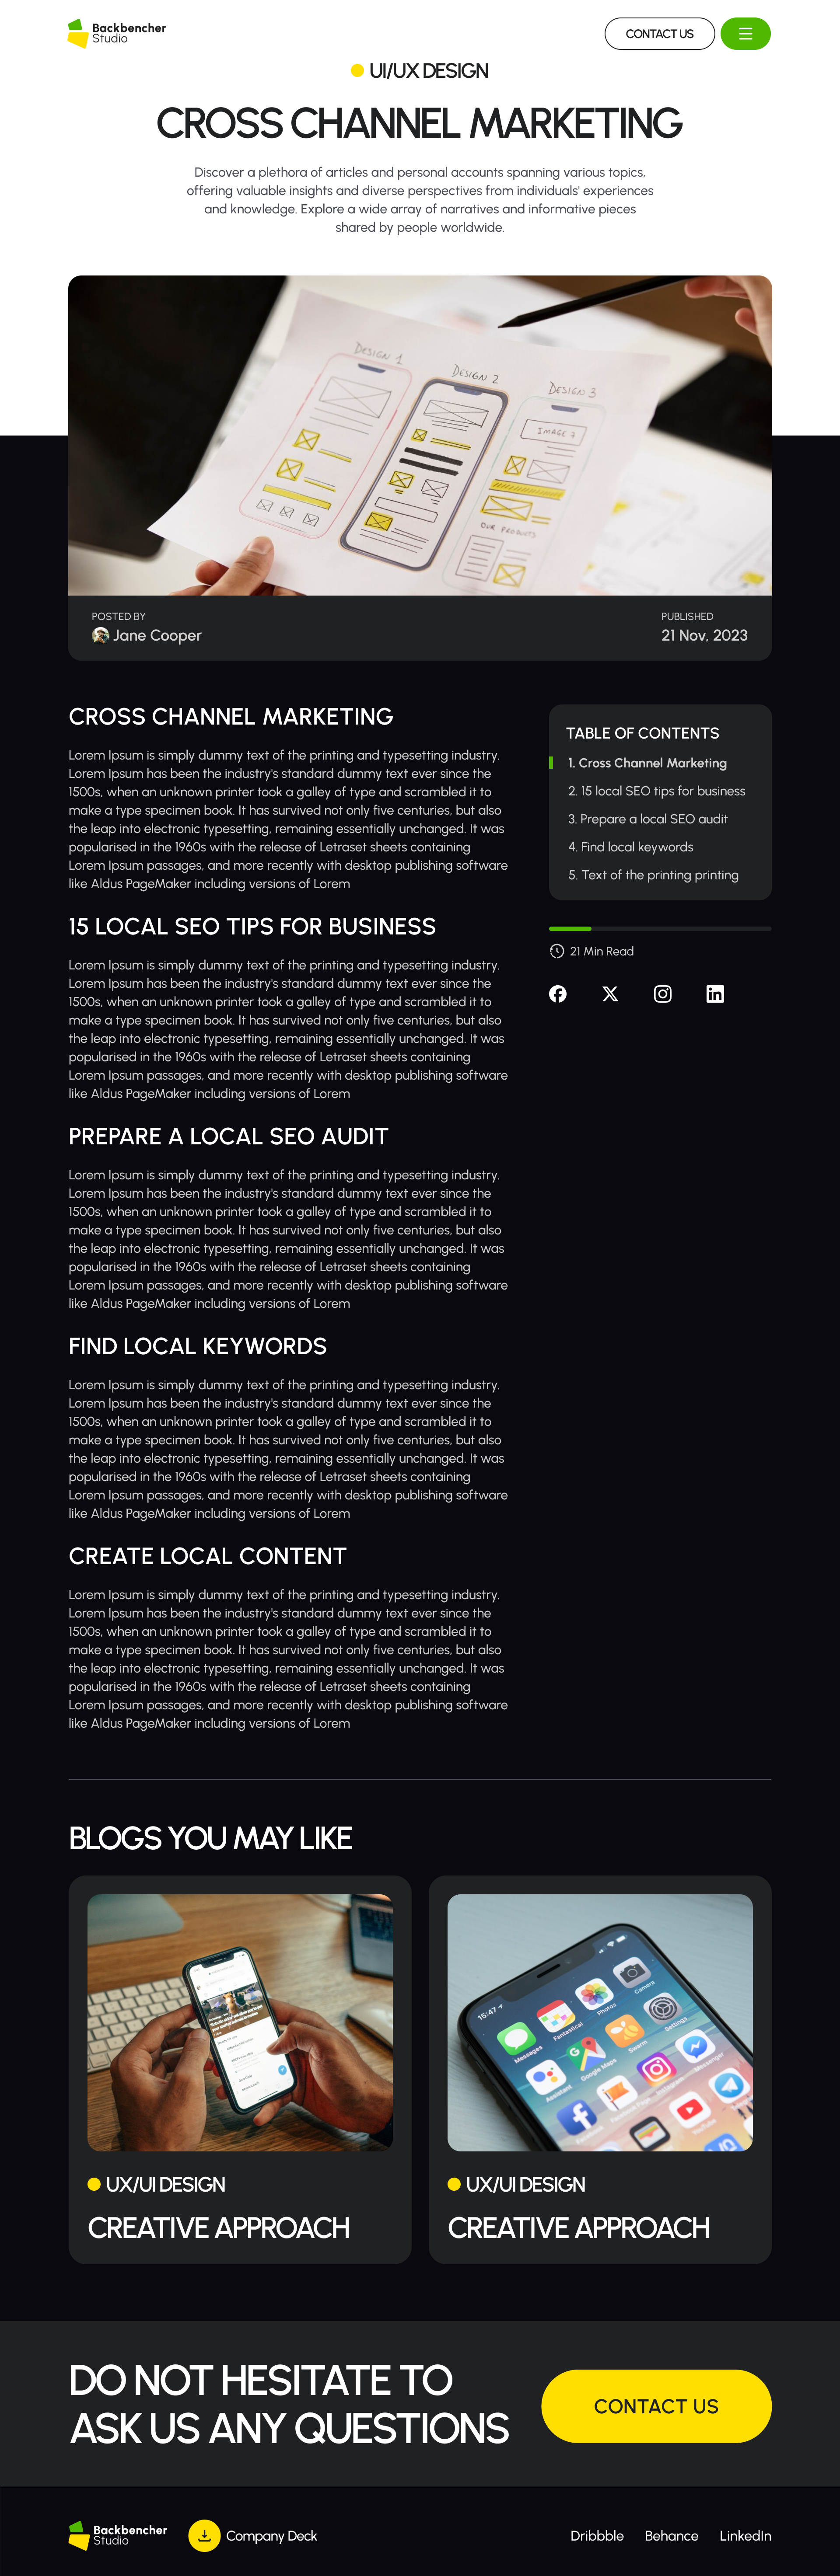 Backbencher
Studio
CONTACT US
UI/UX DESIGN
CROSS CHANNEL MARKETING
Discover a plethora of articles and personal accounts spanning various topics,
offering valuable insights and diverse perspectives from individuals' experiences
and knowledge. Explore a wide array of narratives and informative pieces
shared by people worldwide.
DESIGN 1
DESIGN 2
DESIGN 3
IMAGE 1
OUR PRODUCTS
POSTED BY
Jane Cooper
PUBLISHED
21 Nov, 2023
CROSS CHANNEL MARKETING
Lorem Ipsum is simply dummy text of the printing and typesetting industry.
Lorem Ipsum has been the industry's standard dummy text ever since the
1500s, when an unknown printer took a galley of type and scrambled it to
make a type specimen book. It has survived not only five centuries, but also
the leap into electronic typesetting, remaining essentially unchanged. It was
popularised in the 1960s with the release of Letraset sheets containing
Lorem Ipsum passages, and more recently with desktop publishing software
like Aldus PageMaker including versions of Lorem
15 LOCAL SEO TIPS FOR BUSINESS
Lorem Ipsum is simply dummy text of the printing and typesetting industry.
Lorem Ipsum has been the industry's standard dummy text ever since the
1500s, when an unknown printer took a galley of type and scrambled it to
make a type specimen book. It has survived not only five centuries, but also
the leap into electronic typesetting, remaining essentially unchanged. It was
popularised in the 1960s with the release of Letraset sheets containing
Lorem Ipsum passages, and more recently with desktop publishing software
like Aldus PageMaker including versions of Lorem
PREPARE A LOCAL SEO AUDIT
Lorem Ipsum is simply dummy text of the printing and typesetting industry.
Lorem Ipsum has been the industry's standard dummy text ever since the
1500s, when an unknown printer took a galley of type and scrambled it to
make a type specimen book. It has survived not only five centuries, but also
the leap into electronic typesetting, remaining essentially unchanged. It was
popularised in the 1960s with the release of Letraset sheets containing
Lorem Ipsum passages, and more recently with desktop publishing software
like Aldus PageMaker including versions of Lorem
FIND LOCAL KEYWORDS
Lorem Ipsum is simply dummy text of the printing and typesetting industry.
Lorem Ipsum has been the industry's standard dummy text ever since the
1500s, when an unknown printer took a galley of type and scrambled it to
make a type specimen book. It has survived not only five centuries, but also
the leap into electronic typesetting, remaining essentially unchanged. It was
popularised in the 1960s with the release of Letraset sheets containing
Lorem Ipsum passages, and more recently with desktop publishing software
like Aldus PageMaker including versions of Lorem
CREATE LOCAL CONTENT
Lorem Ipsum is simply dummy text of the printing and typesetting industry.
Lorem Ipsum has been the industry's standard dummy text ever since the
1500s, when an unknown printer took a galley of type and scrambled it to
make a type specimen book. It has survived not only five centuries, but also
the leap into electronic typesetting, remaining essentially unchanged. It was
popularised in the 1960s with the release of Letraset sheets containing
Lorem Ipsum passages, and more recently with desktop publishing software
like Aldus PageMaker including versions of Lorem
TABLE OF CONTENTS
1. Cross Channel Marketing
2. 15 local SEO tips for business
3. Prepare a local SEO audit
4. Find local keywords
5. Text of the printing printing
21 Min Read
BLOGS YOU MAY LIKE
UX/UI DESIGN
CREATIVE APPROACH
15:47
Messages
Fantastical
Photos
Camera
Assistant
Google Maps
Swarm
Settings
Instagram
Messenger
UX/UI DESIGN
CREATIVE APPROACH
DO NOT HESITATE TO
ASK US ANY QUESTIONS
CONTACT US
Backbencher
Studio
Company Deck
Dribbble
Behance
LinkedIn